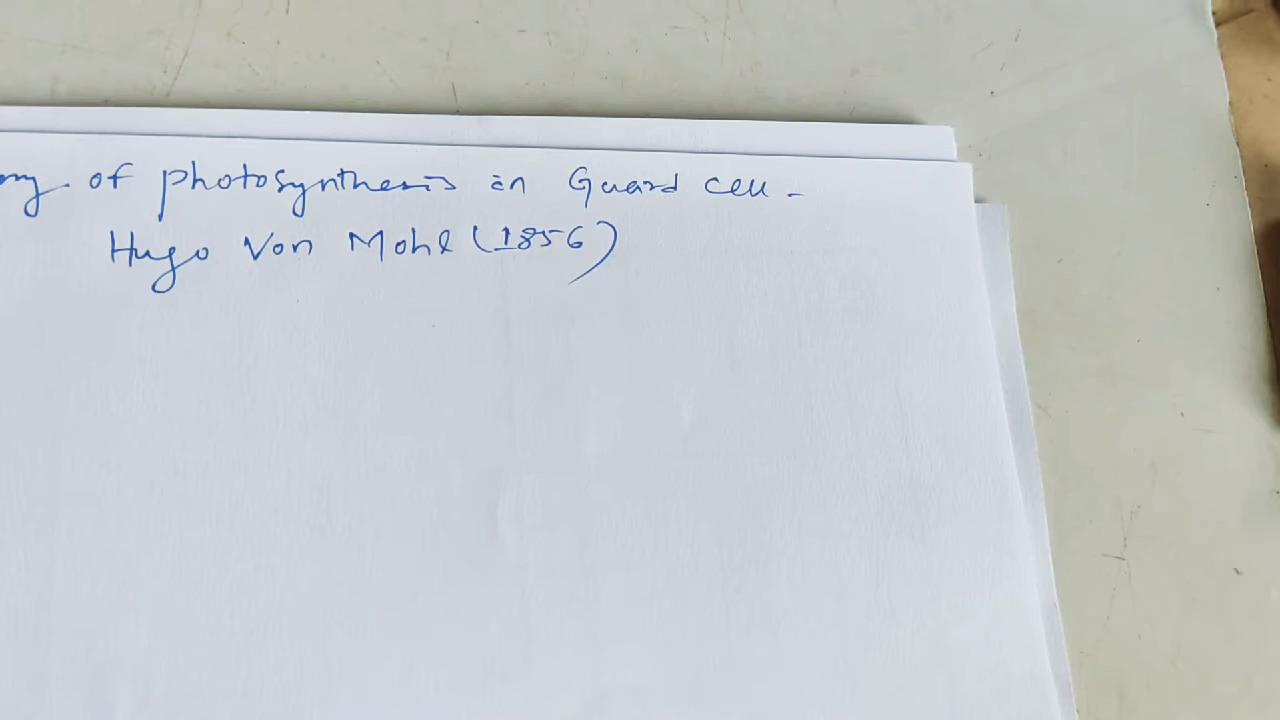 of photosynthesis in Guard cell -
Hugo Von Mohl (1856)